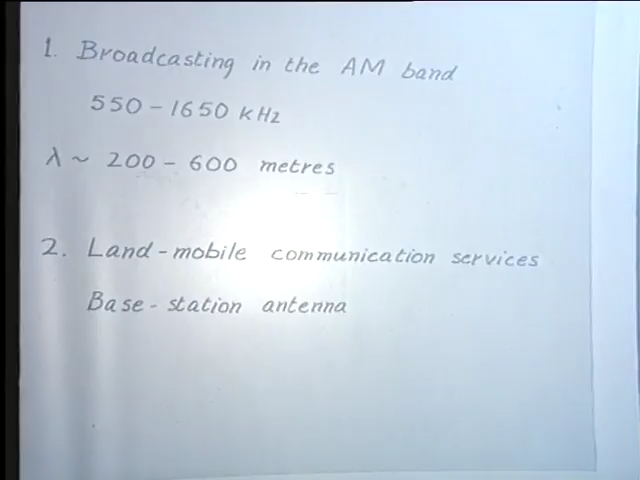 1. Broadcasting in the AM band
550 - 1650 kHz
λ ~ 200 - 600 metres
2. Land-mobile communication services
Base-station antenna